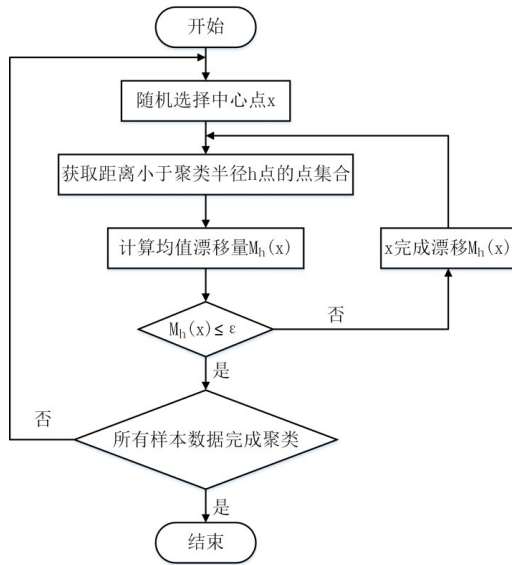 开始
随机选择中心点x
获取距离小于聚类半径h点的点集合
计算均值漂移量Mₕ(x)
x完成漂移Mₕ(x)
Mₕ(x)≤ε
否
是
否
所有样本数据完成聚类
是
结束